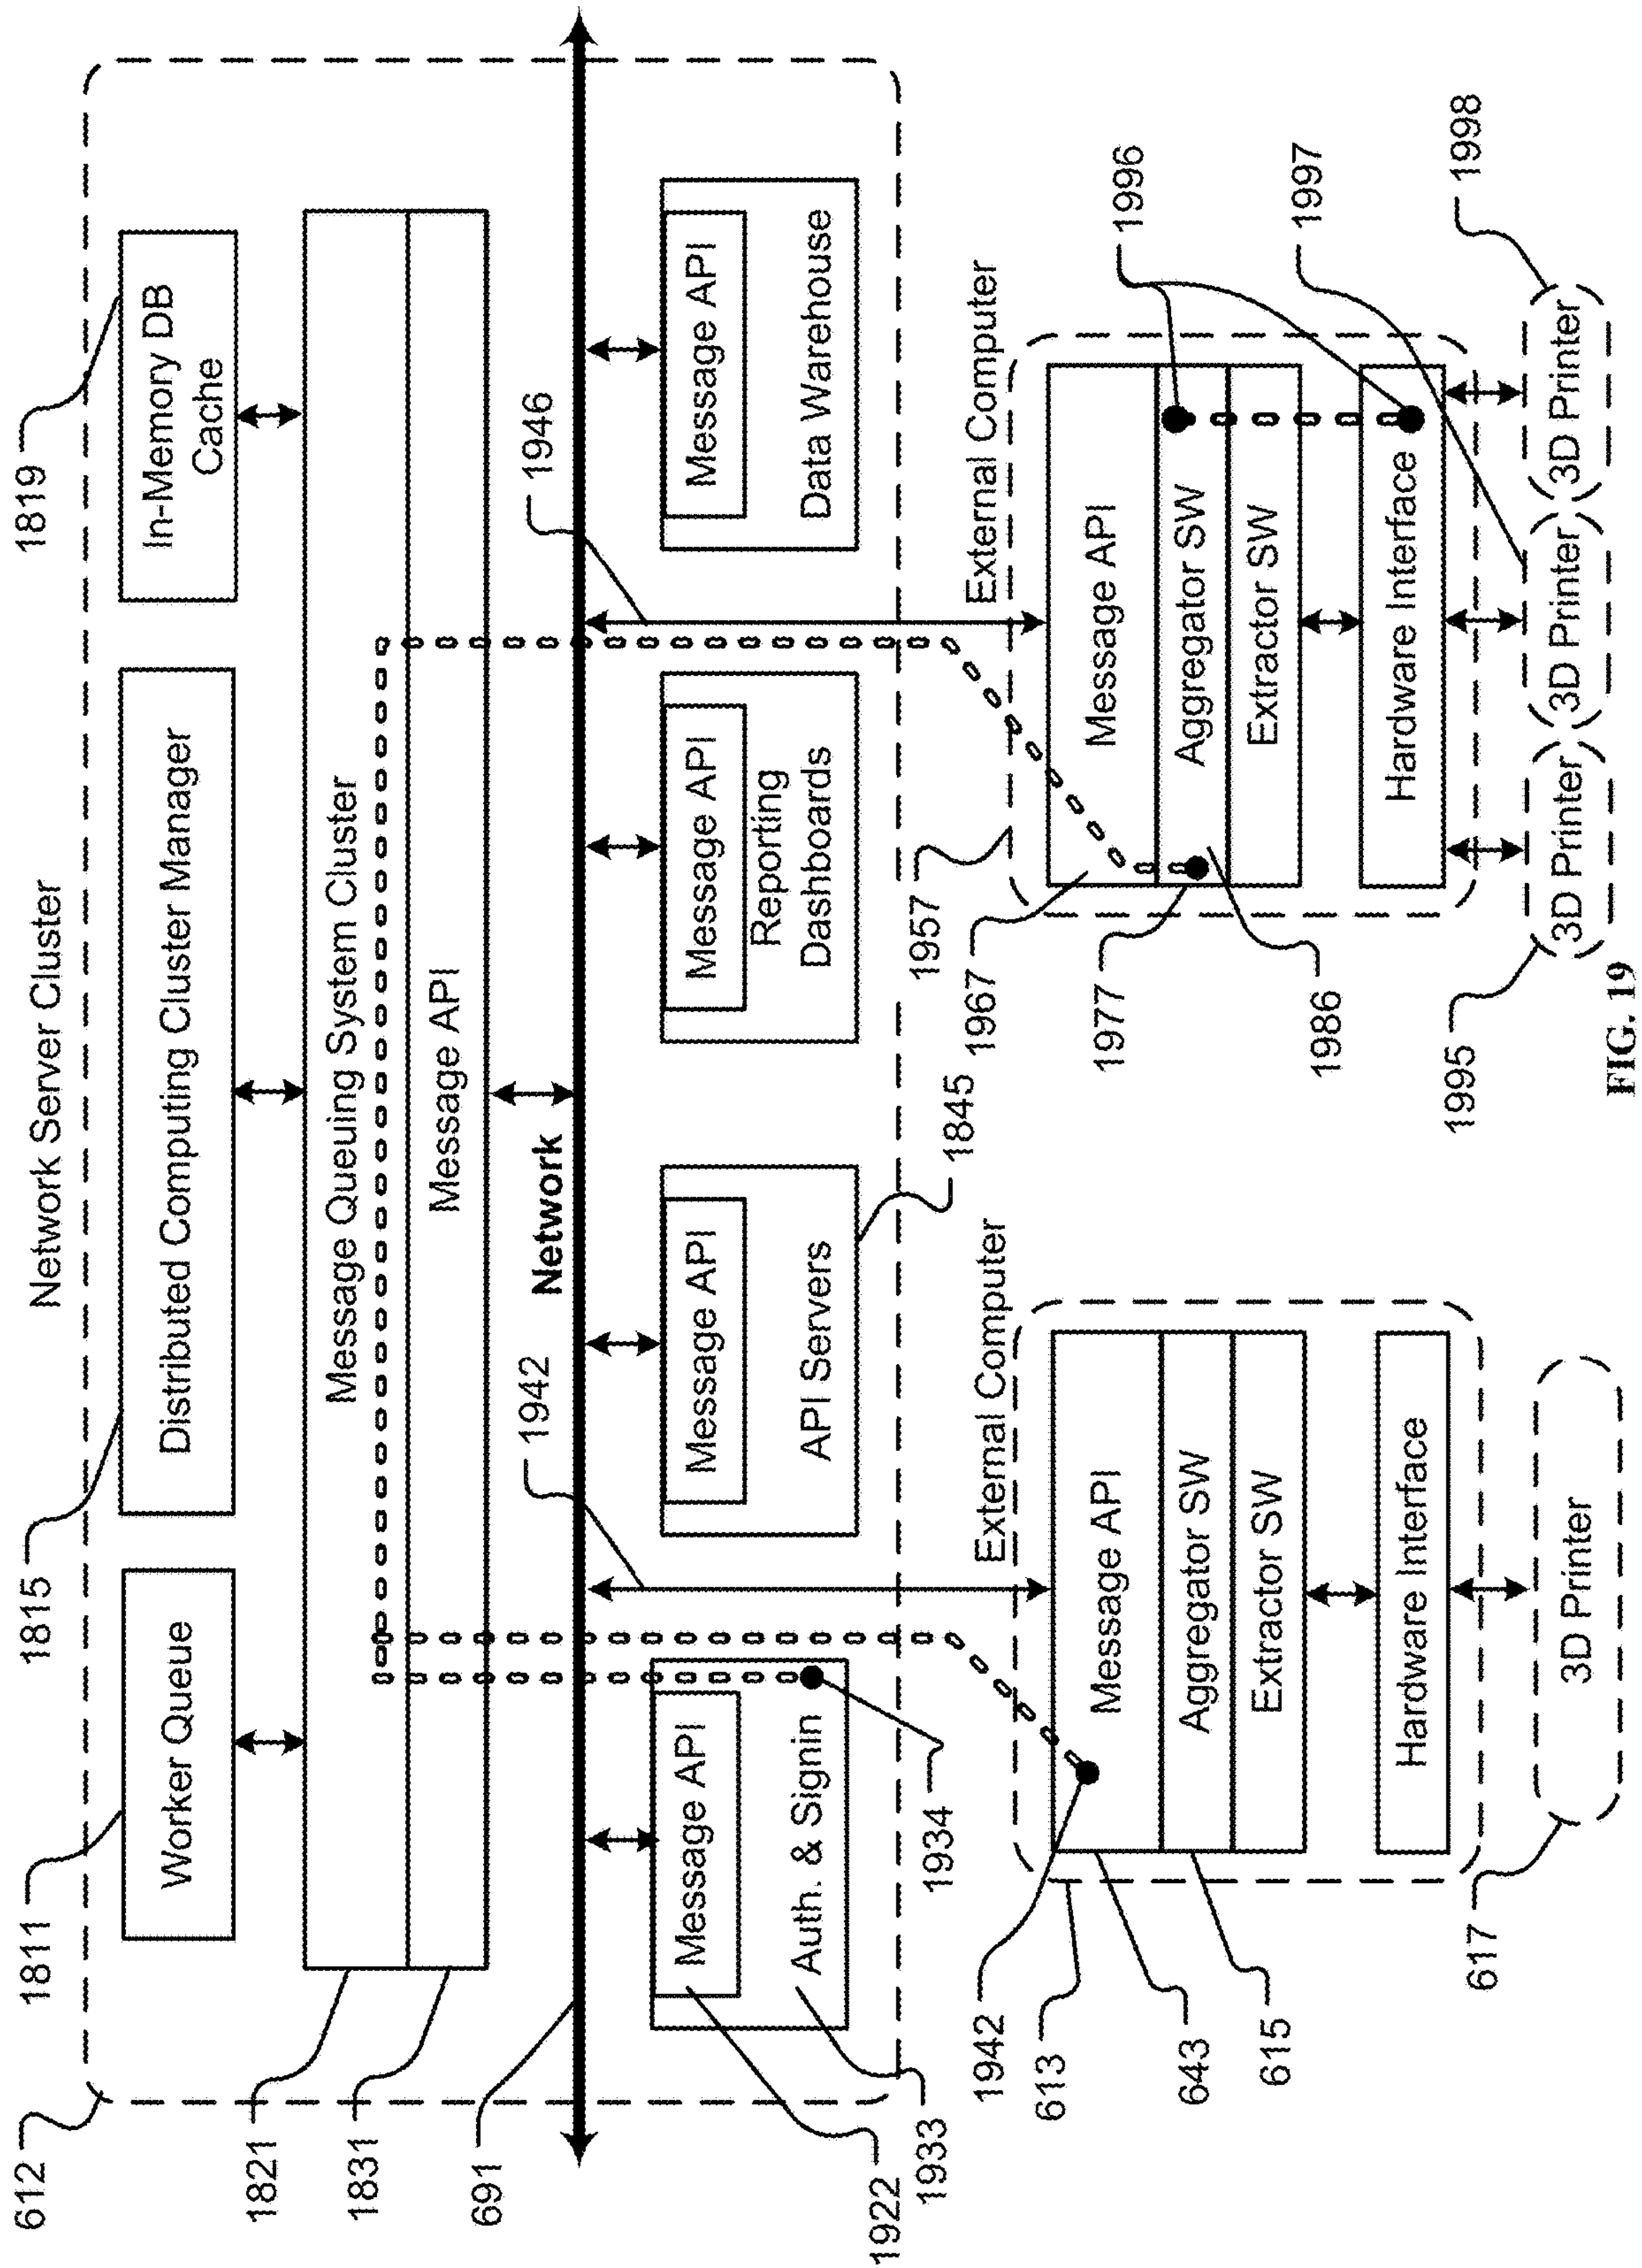 Network Server Cluster
612
1811
1815
1819
Worker Queue
Distributed Computing Cluster Manager
In-Memory DB
Cache
1821
Message Queuing System Cluster
1831
Message API
691
Network
1942
1946
Message API
Message API
Message API
Message API
Auth. & Signin
API Servers
Reporting
Dashboards
Data Warehouse
1922
1933
1934
1845
External Computer
External Computer
1942
613
643
615
617
Message API
Aggregator SW
Extractor SW
Hardware Interface
3D Printer
1957
1967
1977
1986
1995
Message API
Aggregator SW
Extractor SW
Hardware Interface
1996
1997
1998
3D Printer
3D Printer
3D Printer
FIG. 19